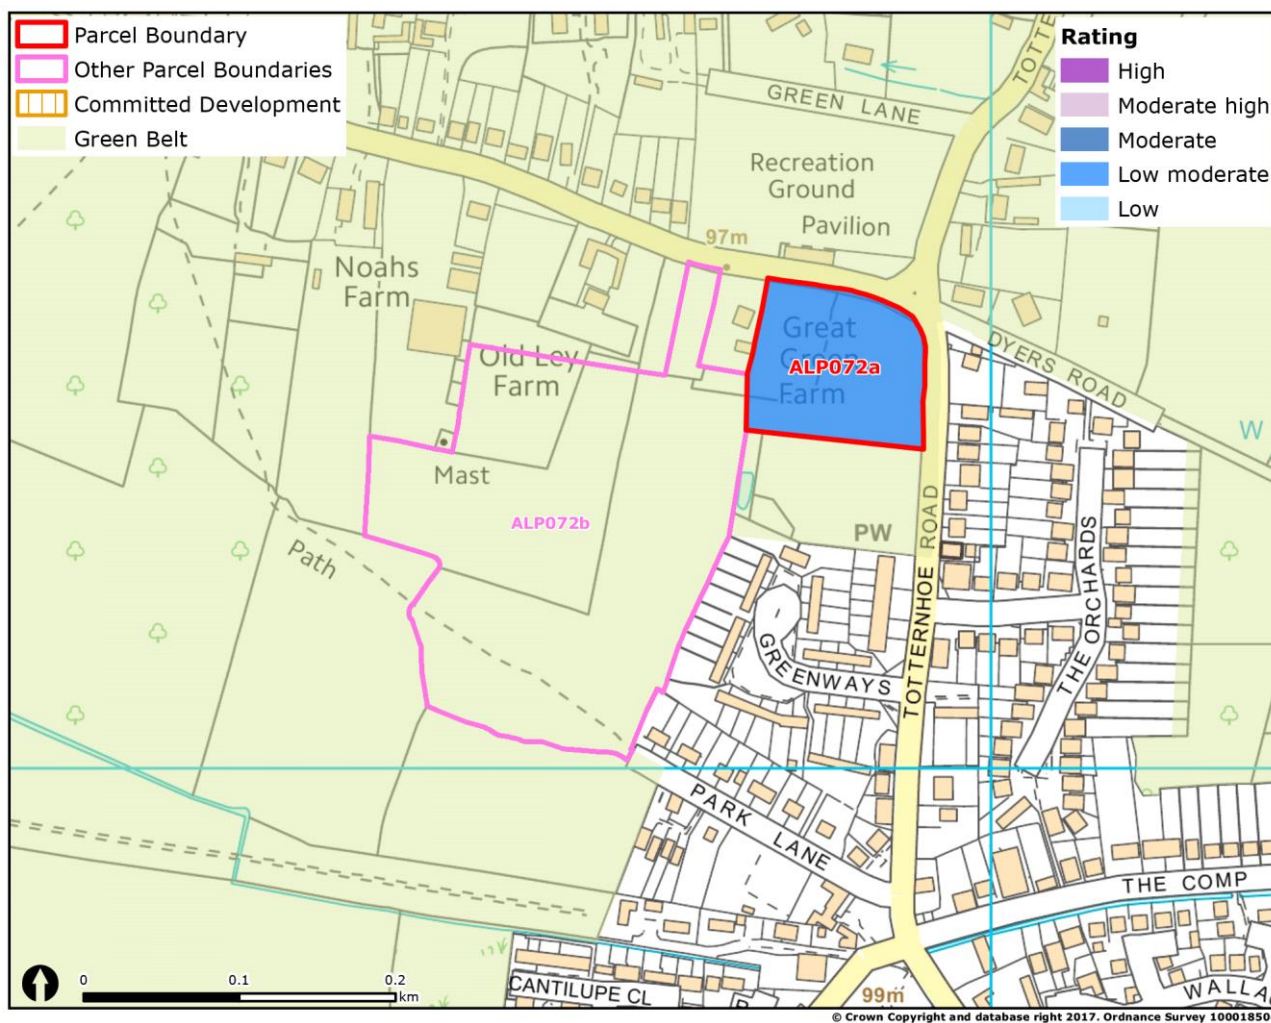 Parcel Boundary
Other Parcel Boundaries
Committed Development
Green Belt
Rating
High
Moderate high
Moderate
Low moderate
Low
TOTTE
GREEN LANE
Recreation
Ground
Pavilion
97m
Noahs
Farm
Great
Green
Farm
ALP072a
Old Ley
Farm
DYERS ROAD
W
Mast
ALP072b
PW
Path
TOTTERNHOE ROAD
THE ORCHARDS
GREENWAYS
PARK LANE
THE COMP
CANTILUPE CL
99m
WALLA
0
0.1
0.2
km
© Crown Copyright and database right 2017. Ordnance Survey 10001850